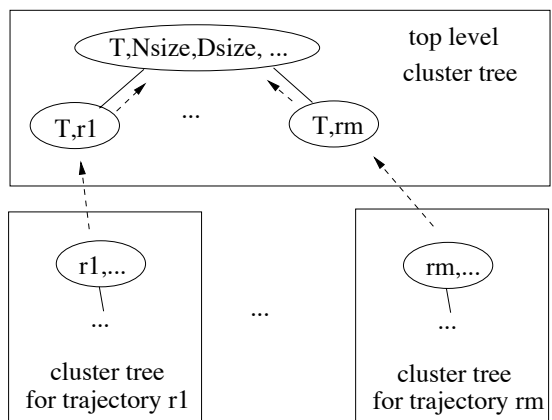 T,Nsize,Dsize, ...
top level
cluster tree
T,r1
...
T,rm
r1,...
...
cluster tree
for trajectory r1
...
rm,...
...
cluster tree
for trajectory rm